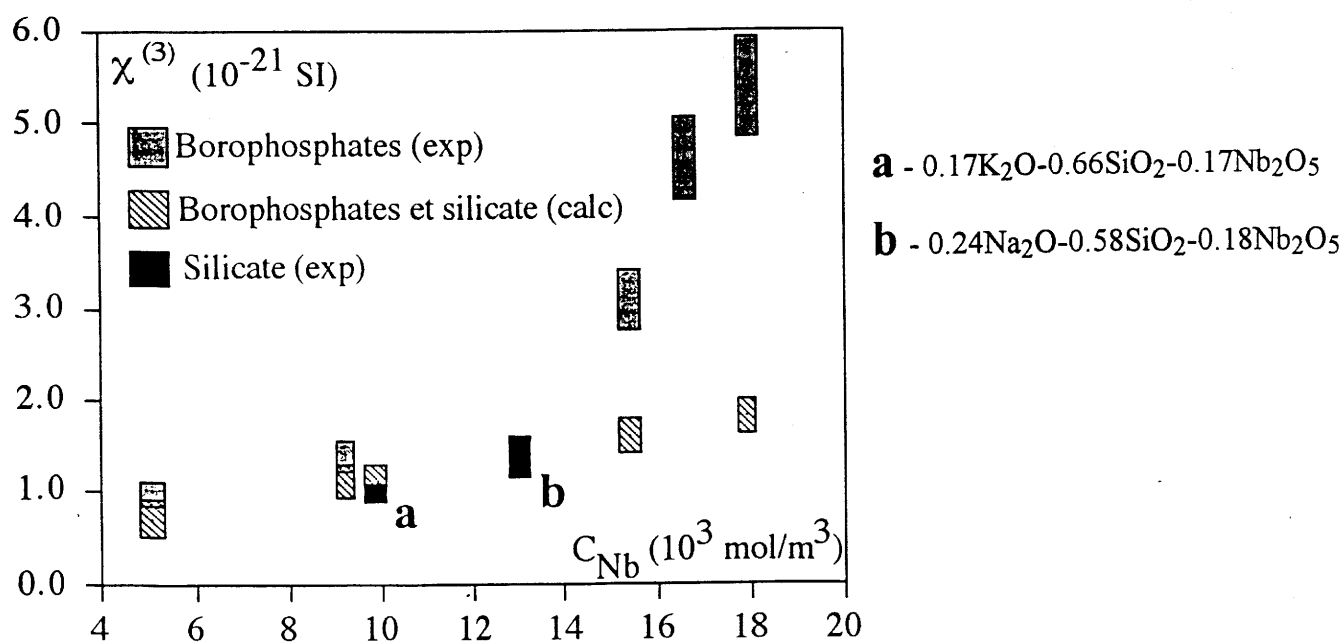 6.0
χ(3) (10-21 SI)
5.0
Borophosphates (exp)
a - 0.17K2O-0.66SiO2-0.17Nb2O5
4.0
Borophosphates et silicate (calc)
b - 0.24Na2O-0.58SiO2-0.18Nb2O5
Silicate (exp)
3.0
2.0
1.0
a
b
CNb (103 mol/m3)
0.0
4 6 8 10 12 14 16 18 20